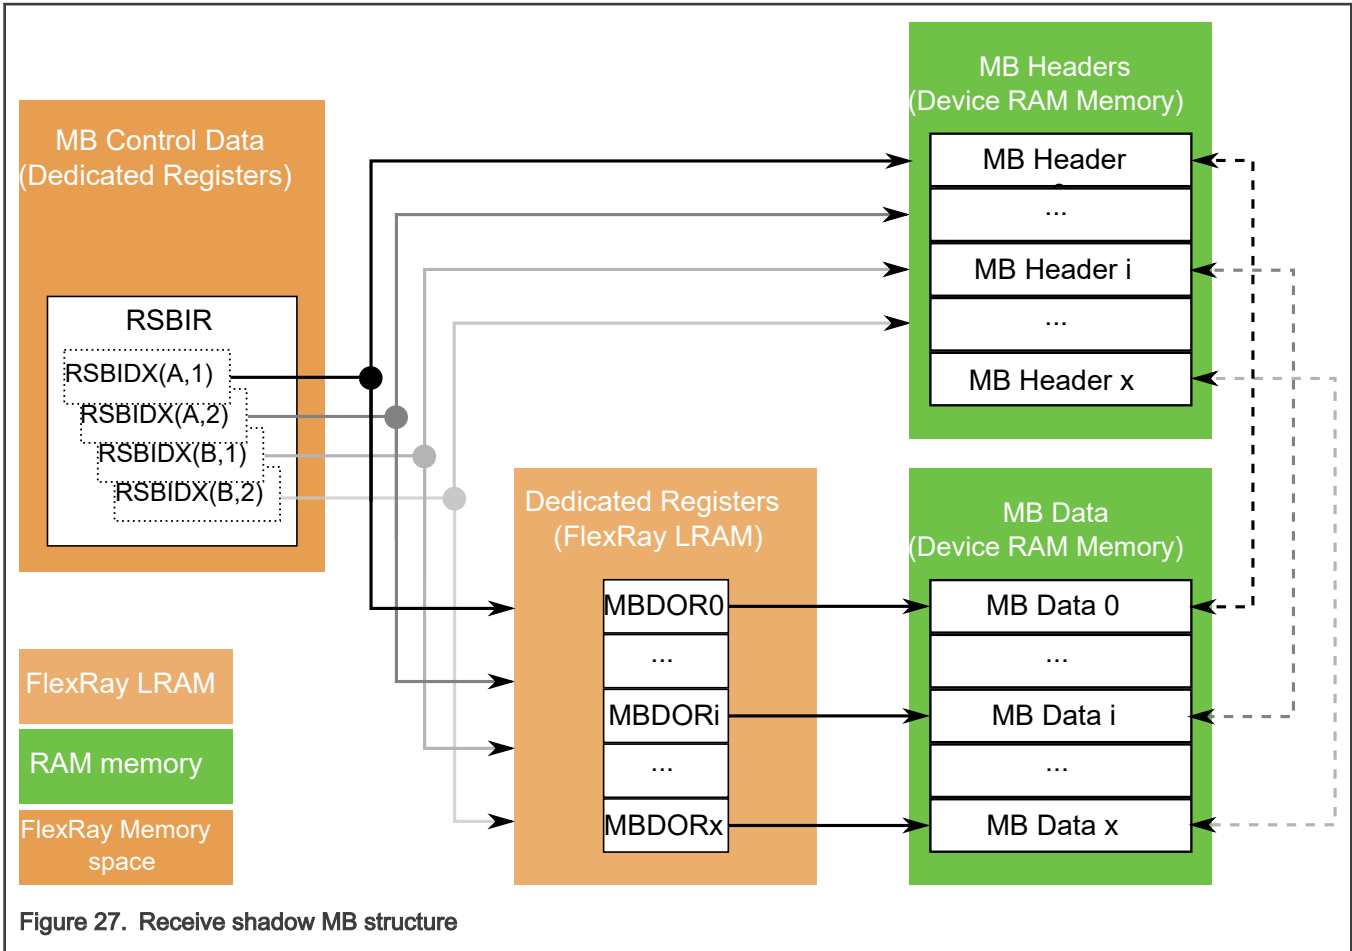 MB Control Data
(Dedicated Registers)
RSBIR
RSBIDX(A,1)
RSBIDX(A,2)
RSBIDX(B,1)
RSBIDX(B,2)
MB Headers
(Device RAM Memory)
MB Header
...
MB Header i
...
MB Header x
Dedicated Registers
(FlexRay LRAM)
MBDOR0
...
MBDORi
...
MBDORx
MB Data
(Device RAM Memory)
MB Data 0
...
MB Data i
...
MB Data x
FlexRay LRAM
RAM memory
FlexRay Memory
space
Figure 27. Receive shadow MB structure